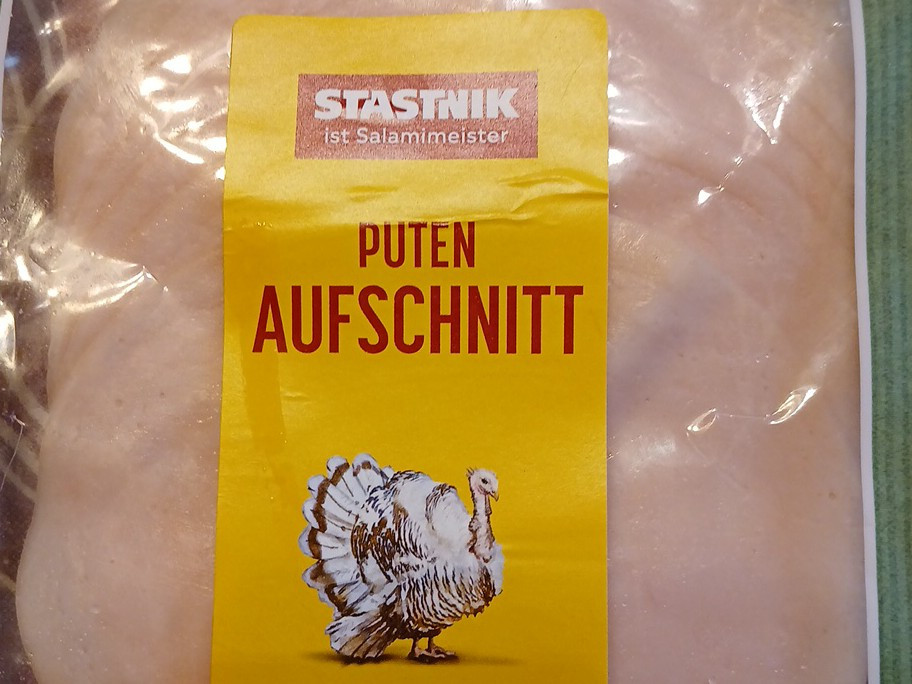 STASTNIK
ist Salamimeister
PUTEN
AUFSCHNITT